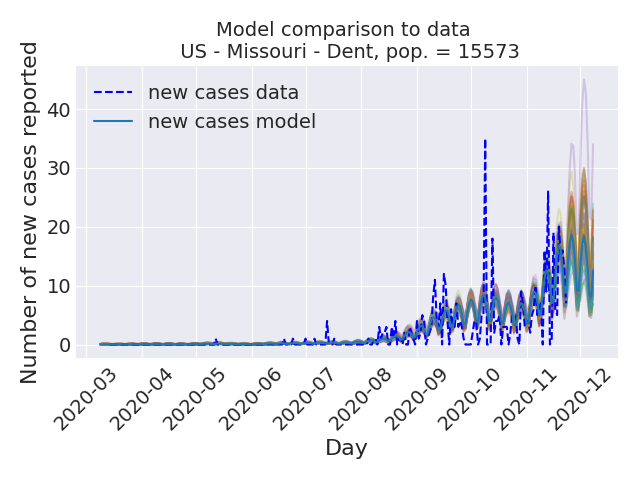 Model comparison to data
US - Missouri - Dent, pop. = 15573
Number of new cases reported
new cases data
new cases model
40
30
20
10
0
2020-03
2020-04
2020-05
2020-06
2020-07
2020-08
2020-09
2020-10
2020-11
2020-12
Day